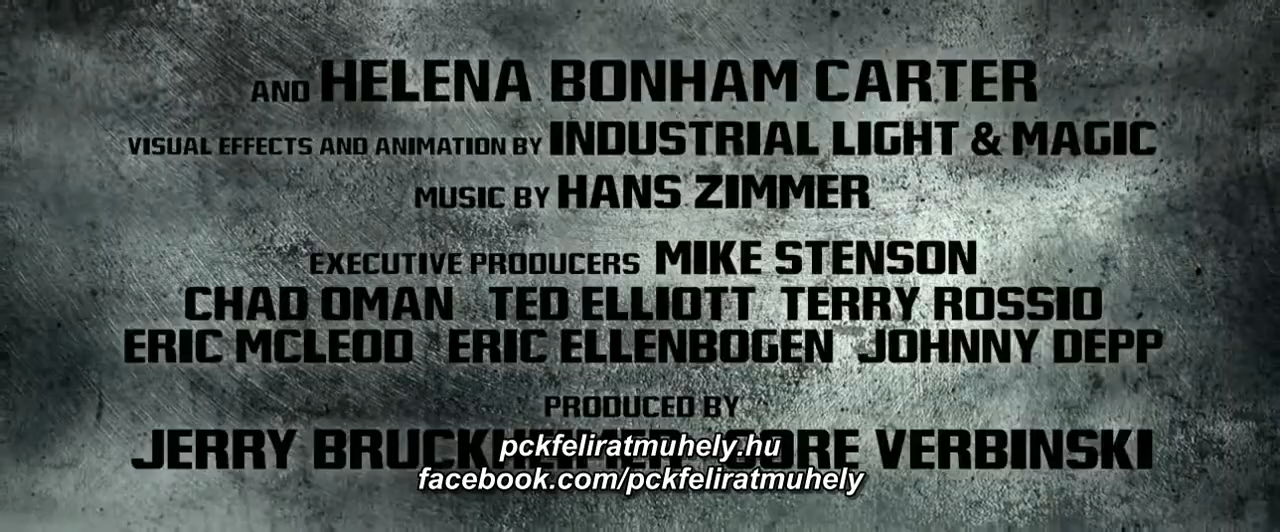 AND HELENA BONHAM CARTER
VISUAL EFFECTS AND ANIMATION BY INDUSTRIAL LIGHT & MAGIC
MUSIC BY HANS ZIMMER
EXECUTIVE PRODUCERS MIKE STENSON
CHAD OMAN TED ELLIOTT TERRY ROSSIO
ERIC MCLEOD ERIC ELLENBOGEN JOHNNY DEPP
PRODUCED BY
JERRY BRUCKHEIMER GORE VERBINSKI
pckfeliratmuhely.hu
facebook.com/pckfeliratmuhely